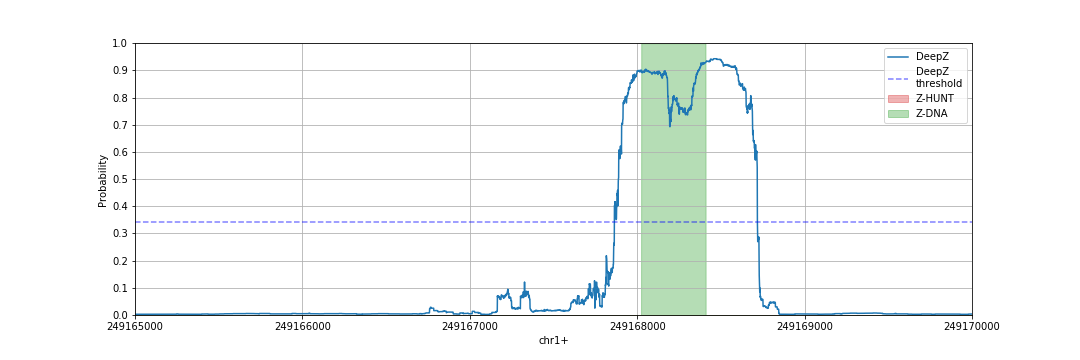 1.0
0.9
0.8
0.7
0.6
0.5
0.4
0.3
0.2
0.1
0.0
Probability
249165000 249166000 249167000 249168000 249169000 249170000
chr1+
DeepZ
DeepZ
threshold
Z-HUNT
Z-DNA